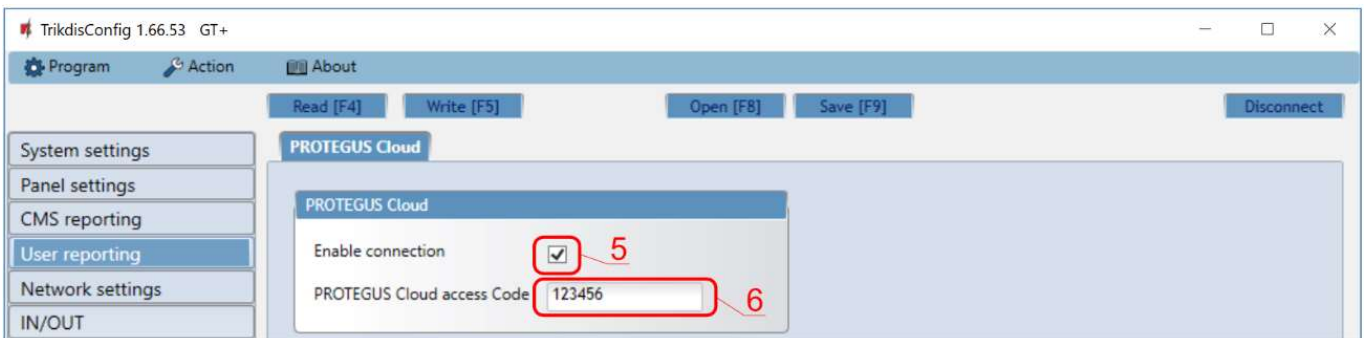 TrikdisConfig 1.66.53 GT+
Program Action About
Read [F4] Write [F5] Open [F8] Save [F9] Disconnect
System settings
Panel settings
CMS reporting
User reporting
Network settings
IN/OUT
PROTEGUS Cloud
PROTEGUS Cloud
Enable connection 5
PROTEGUS Cloud access Code 123456 6